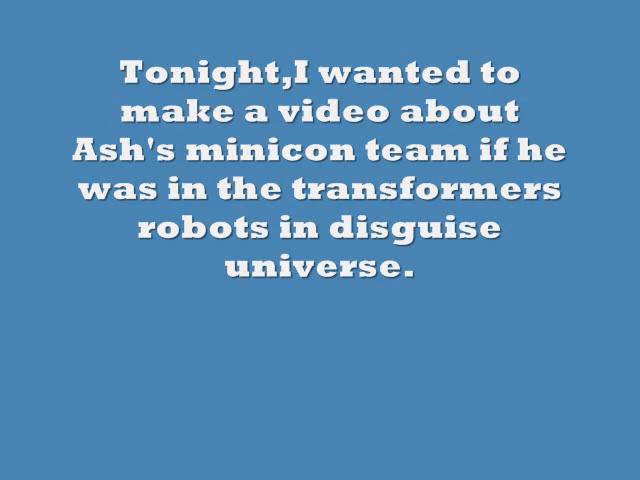 Tonight,I wanted to
make a video about
Ash's minicon team if he
was in the transformers
robots in disguise
universe.